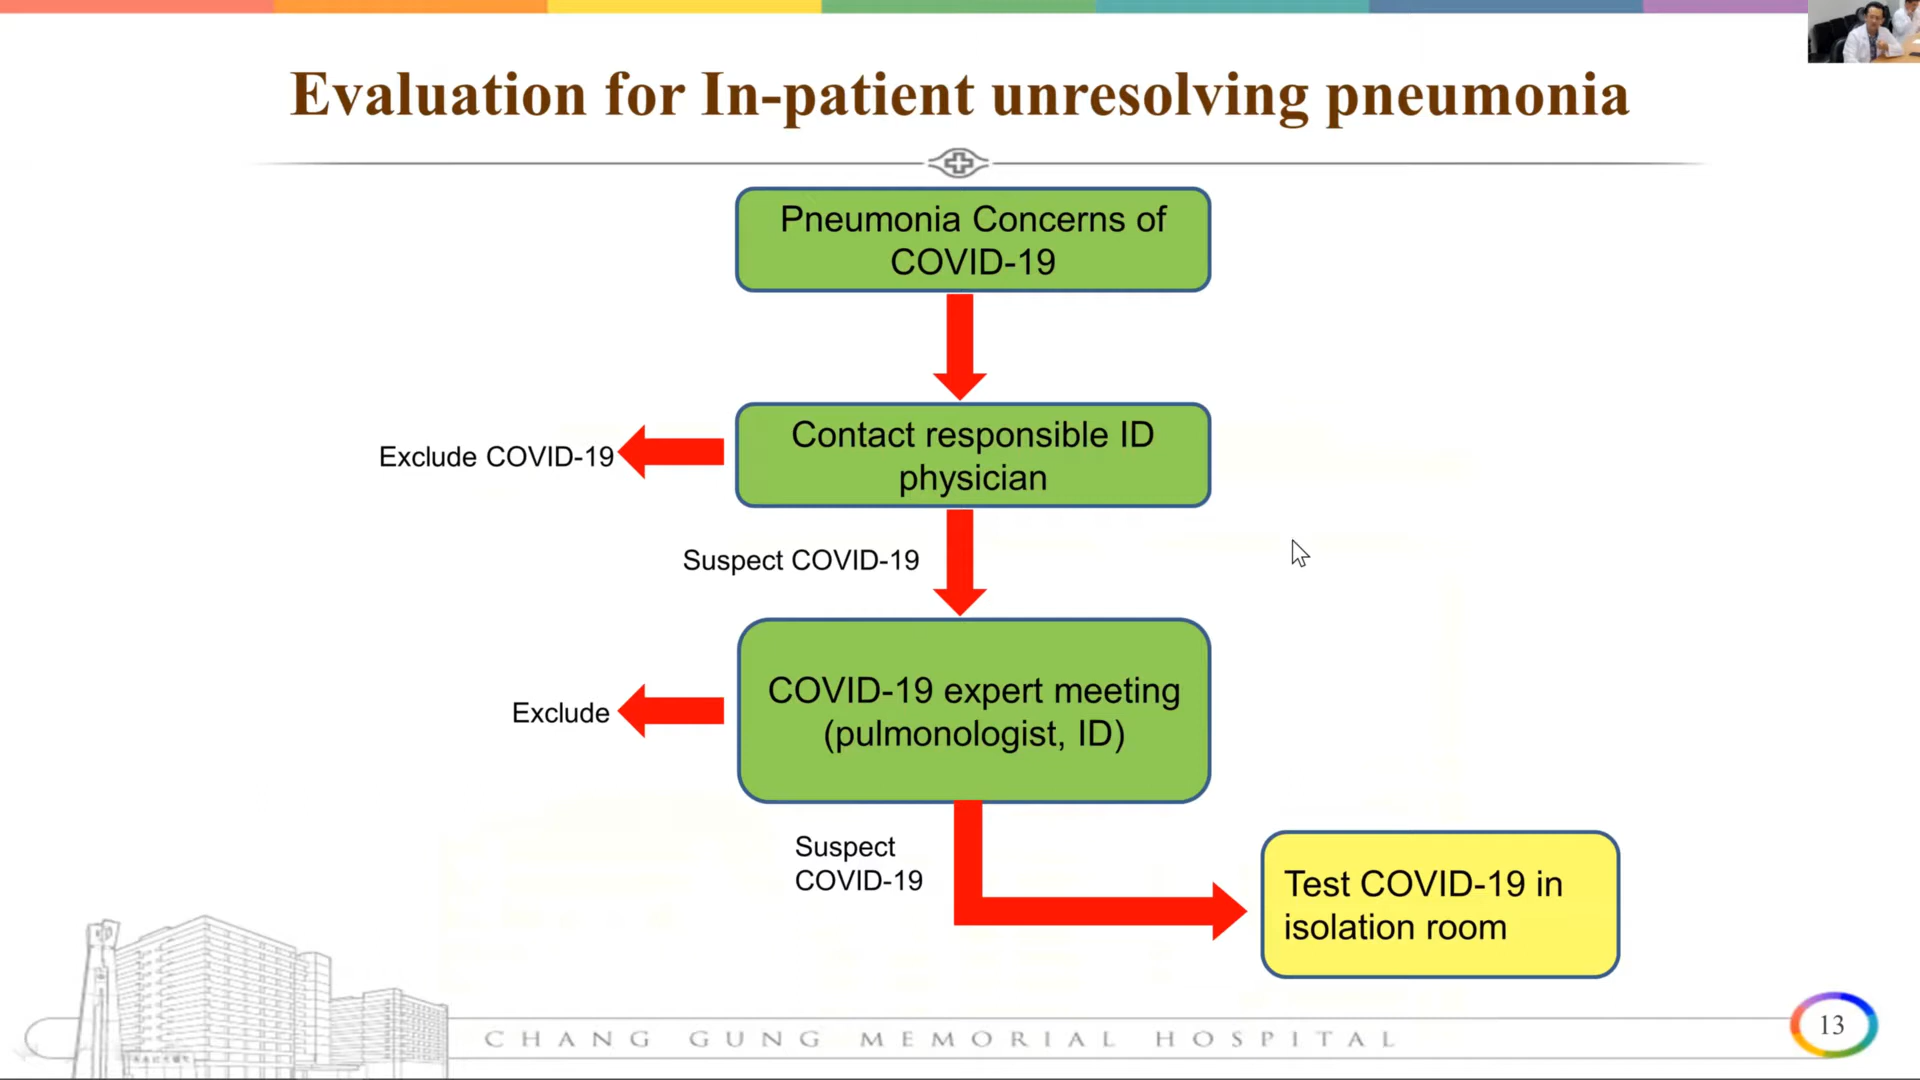 Evaluation for In-patient unresolving pneumonia
Pneumonia Concerns of
COVID-19
Contact responsible ID
physician
Exclude COVID-19
Suspect COVID-19
COVID-19 expert meeting
(pulmonologist, ID)
Exclude
Suspect
COVID-19
Test COVID-19 in
isolation room
CHANG GUNG MEMORIAL HOSPITAL
13